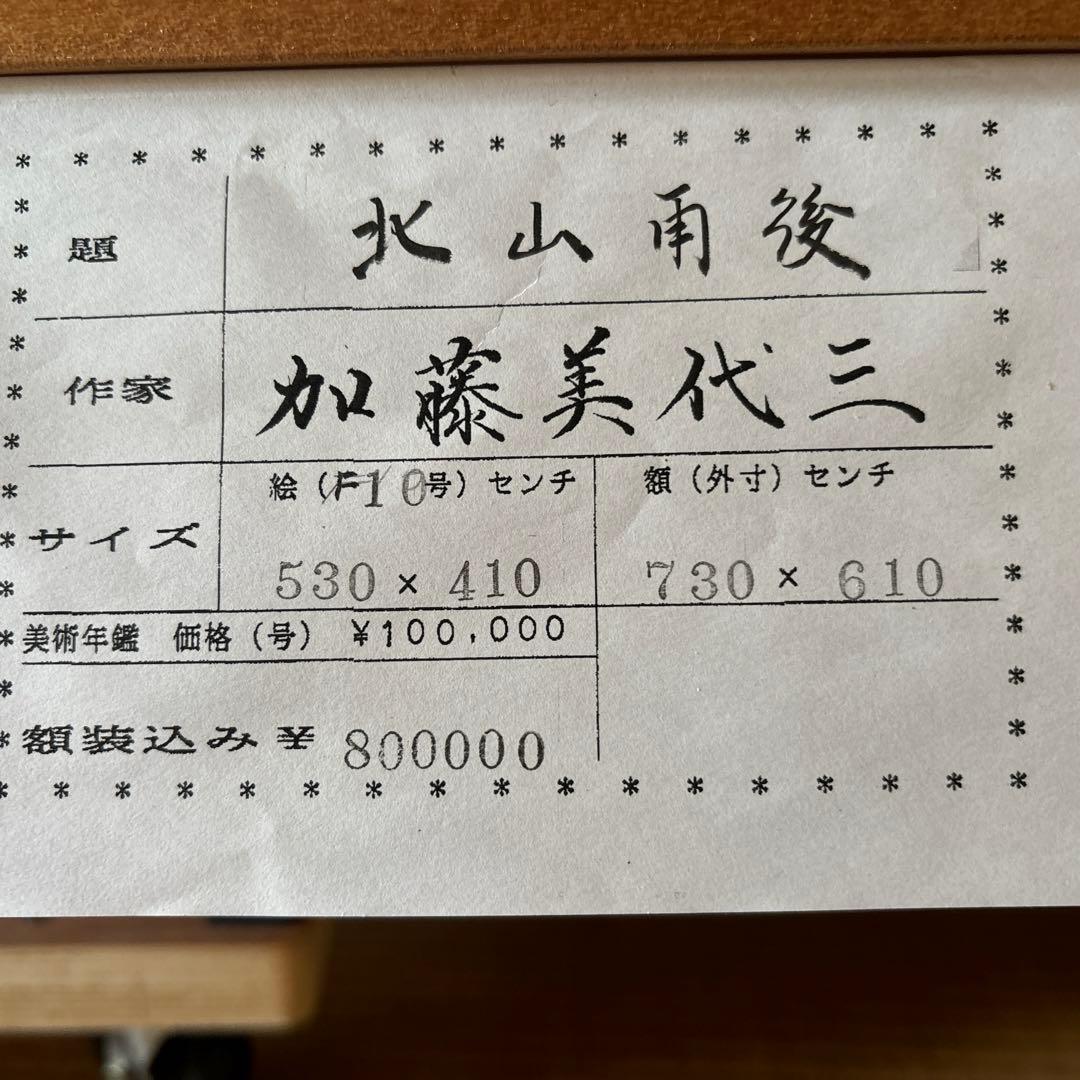 題 北山雨後
作家 加藤美代三
絵（F10号）センチ 額（外寸）センチ
サイズ 530×410 730×610
美術年鑑 価格（号） ¥100,000
額装込み¥ 800000